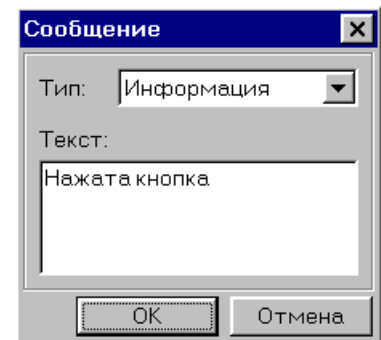 Сообщение
Тип: Информация
Текст:
Нажата кнопка
OK Отмена